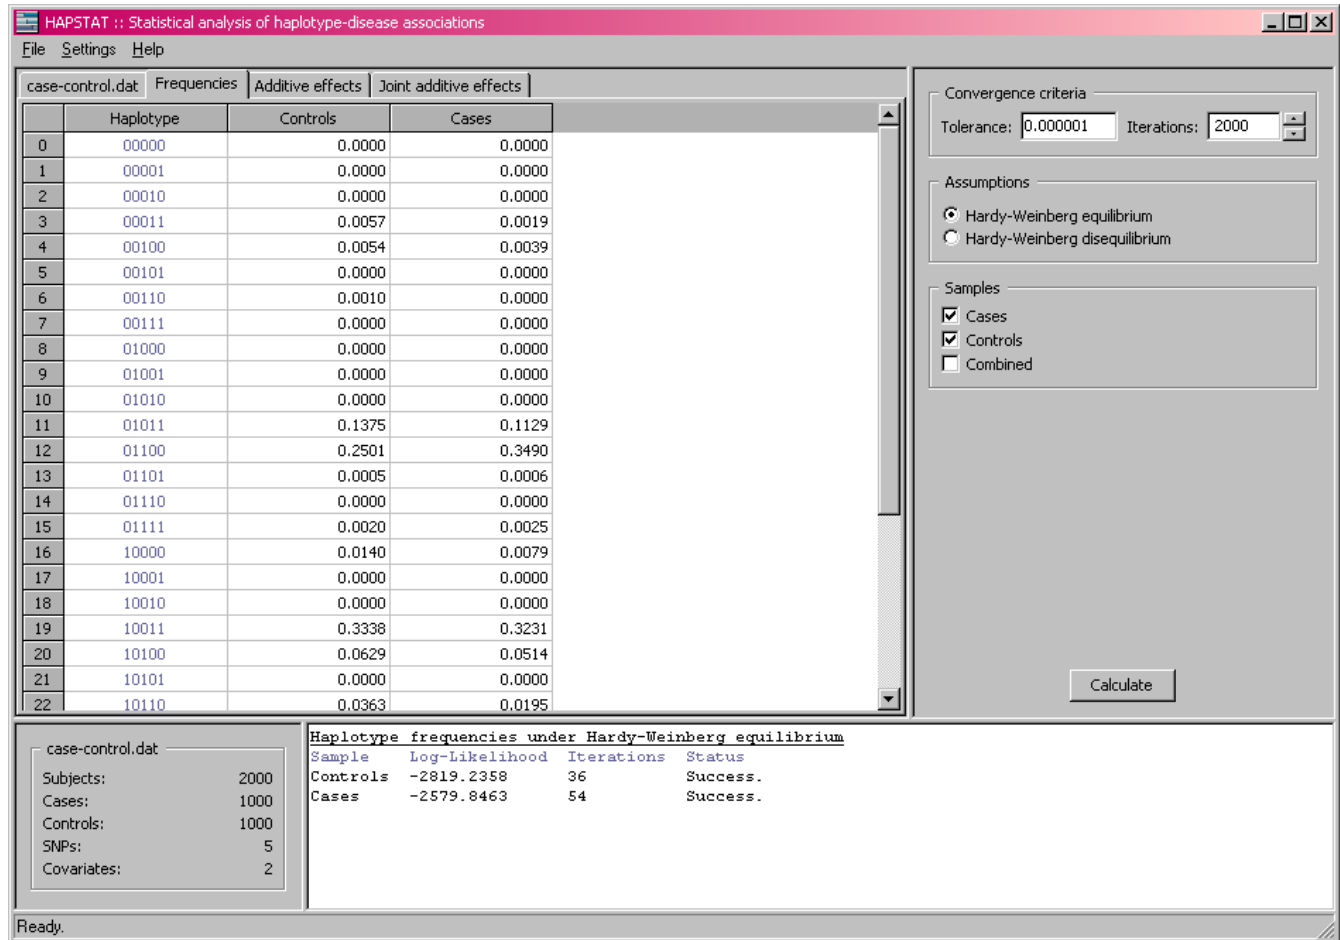 HAPSTAT :: Statistical analysis of haplotype-disease associations
File Settings Help
case-control.dat Frequencies Additive effects Joint additive effects
Haplotype Controls Cases
0 00000 0.0000 0.0000
1 00001 0.0000 0.0000
2 00010 0.0000 0.0000
3 00011 0.0057 0.0019
4 00100 0.0054 0.0039
5 00101 0.0000 0.0000
6 00110 0.0010 0.0000
7 00111 0.0000 0.0000
8 01000 0.0000 0.0000
9 01001 0.0000 0.0000
10 01010 0.0000 0.0000
11 01011 0.1375 0.1129
12 01100 0.2501 0.3490
13 01101 0.0005 0.0006
14 01110 0.0000 0.0000
15 01111 0.0020 0.0025
16 10000 0.0140 0.0079
17 10001 0.0000 0.0000
18 10010 0.0000 0.0000
19 10011 0.3338 0.3231
20 10100 0.0629 0.0514
21 10101 0.0000 0.0000
22 10110 0.0363 0.0195
Convergence criteria
Tolerance: 0.000001 Iterations: 2000
Assumptions
Hardy-Weinberg equilibrium
Hardy-Weinberg disequilibrium
Samples
Cases
Controls
Combined
Calculate
case-control.dat
Subjects: 2000
Cases: 1000
Controls: 1000
SNPs: 5
Covariates: 2
Haplotype frequencies under Hardy-Weinberg equilibrium
Sample Log-Likelihood Iterations Status
Controls -2819.2358 36 Success.
Cases -2579.8463 54 Success.
Ready.